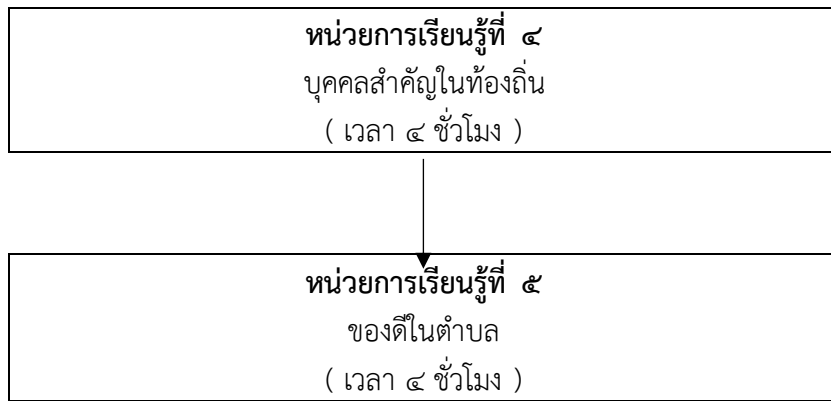 หน่วยการเรียนรู้ที่ ๔
บุคคลสำคัญในท้องถิ่น
( เวลา ๔ ชั่วโมง )
หน่วยการเรียนรู้ที่ ๕
ของดีในตำบล
( เวลา ๔ ชั่วโมง )